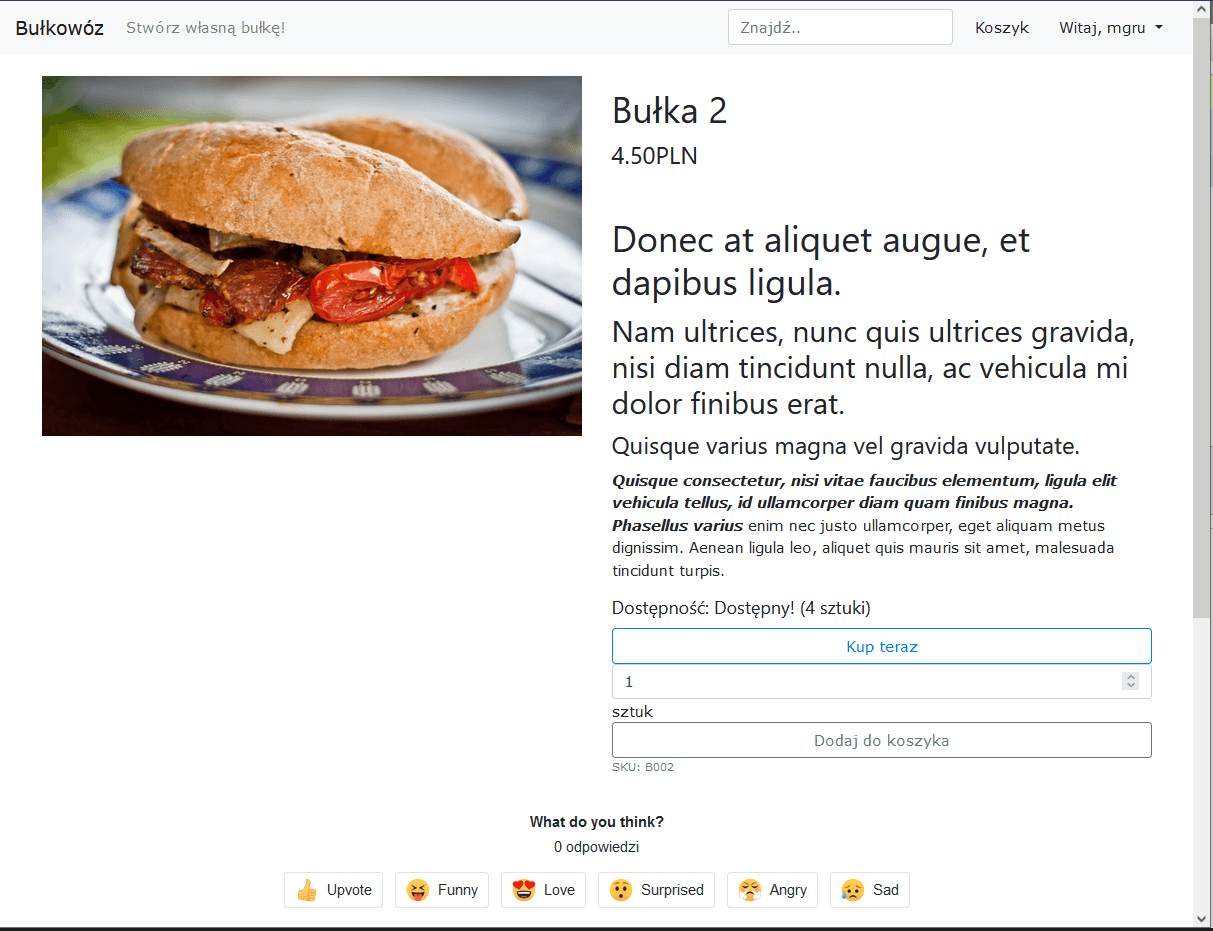 Bułkowóz Stwórz własną bułkę! Znajdź.. Koszyk Witaj, mgru
Bułka 2
4.50PLN
Donec at aliquet augue, et
dapibus ligula.
Nam ultrices, nunc quis ultrices gravida,
nisi diam tincidunt nulla, ac vehicula mi
dolor finibus erat.
Quisque varius magna vel gravida vulputate.
Quisque consectetur, nisi vitae faucibus elementum, ligula elit
vehicula tellus, id ullamcorper diam quam finibus magna.
Phasellus varius enim nec justo ullamcorper, eget aliquam metus
dignissim. Aenean ligula leo, aliquet quis mauris sit amet, malesuada
tincidunt turpis.
Dostępność: Dostępny! (4 sztuki)
Kup teraz
1
sztuk
Dodaj do koszyka
SKU: B002
What do you think?
0 odpowiedzi
Upvote Funny Love Surprised Angry Sad